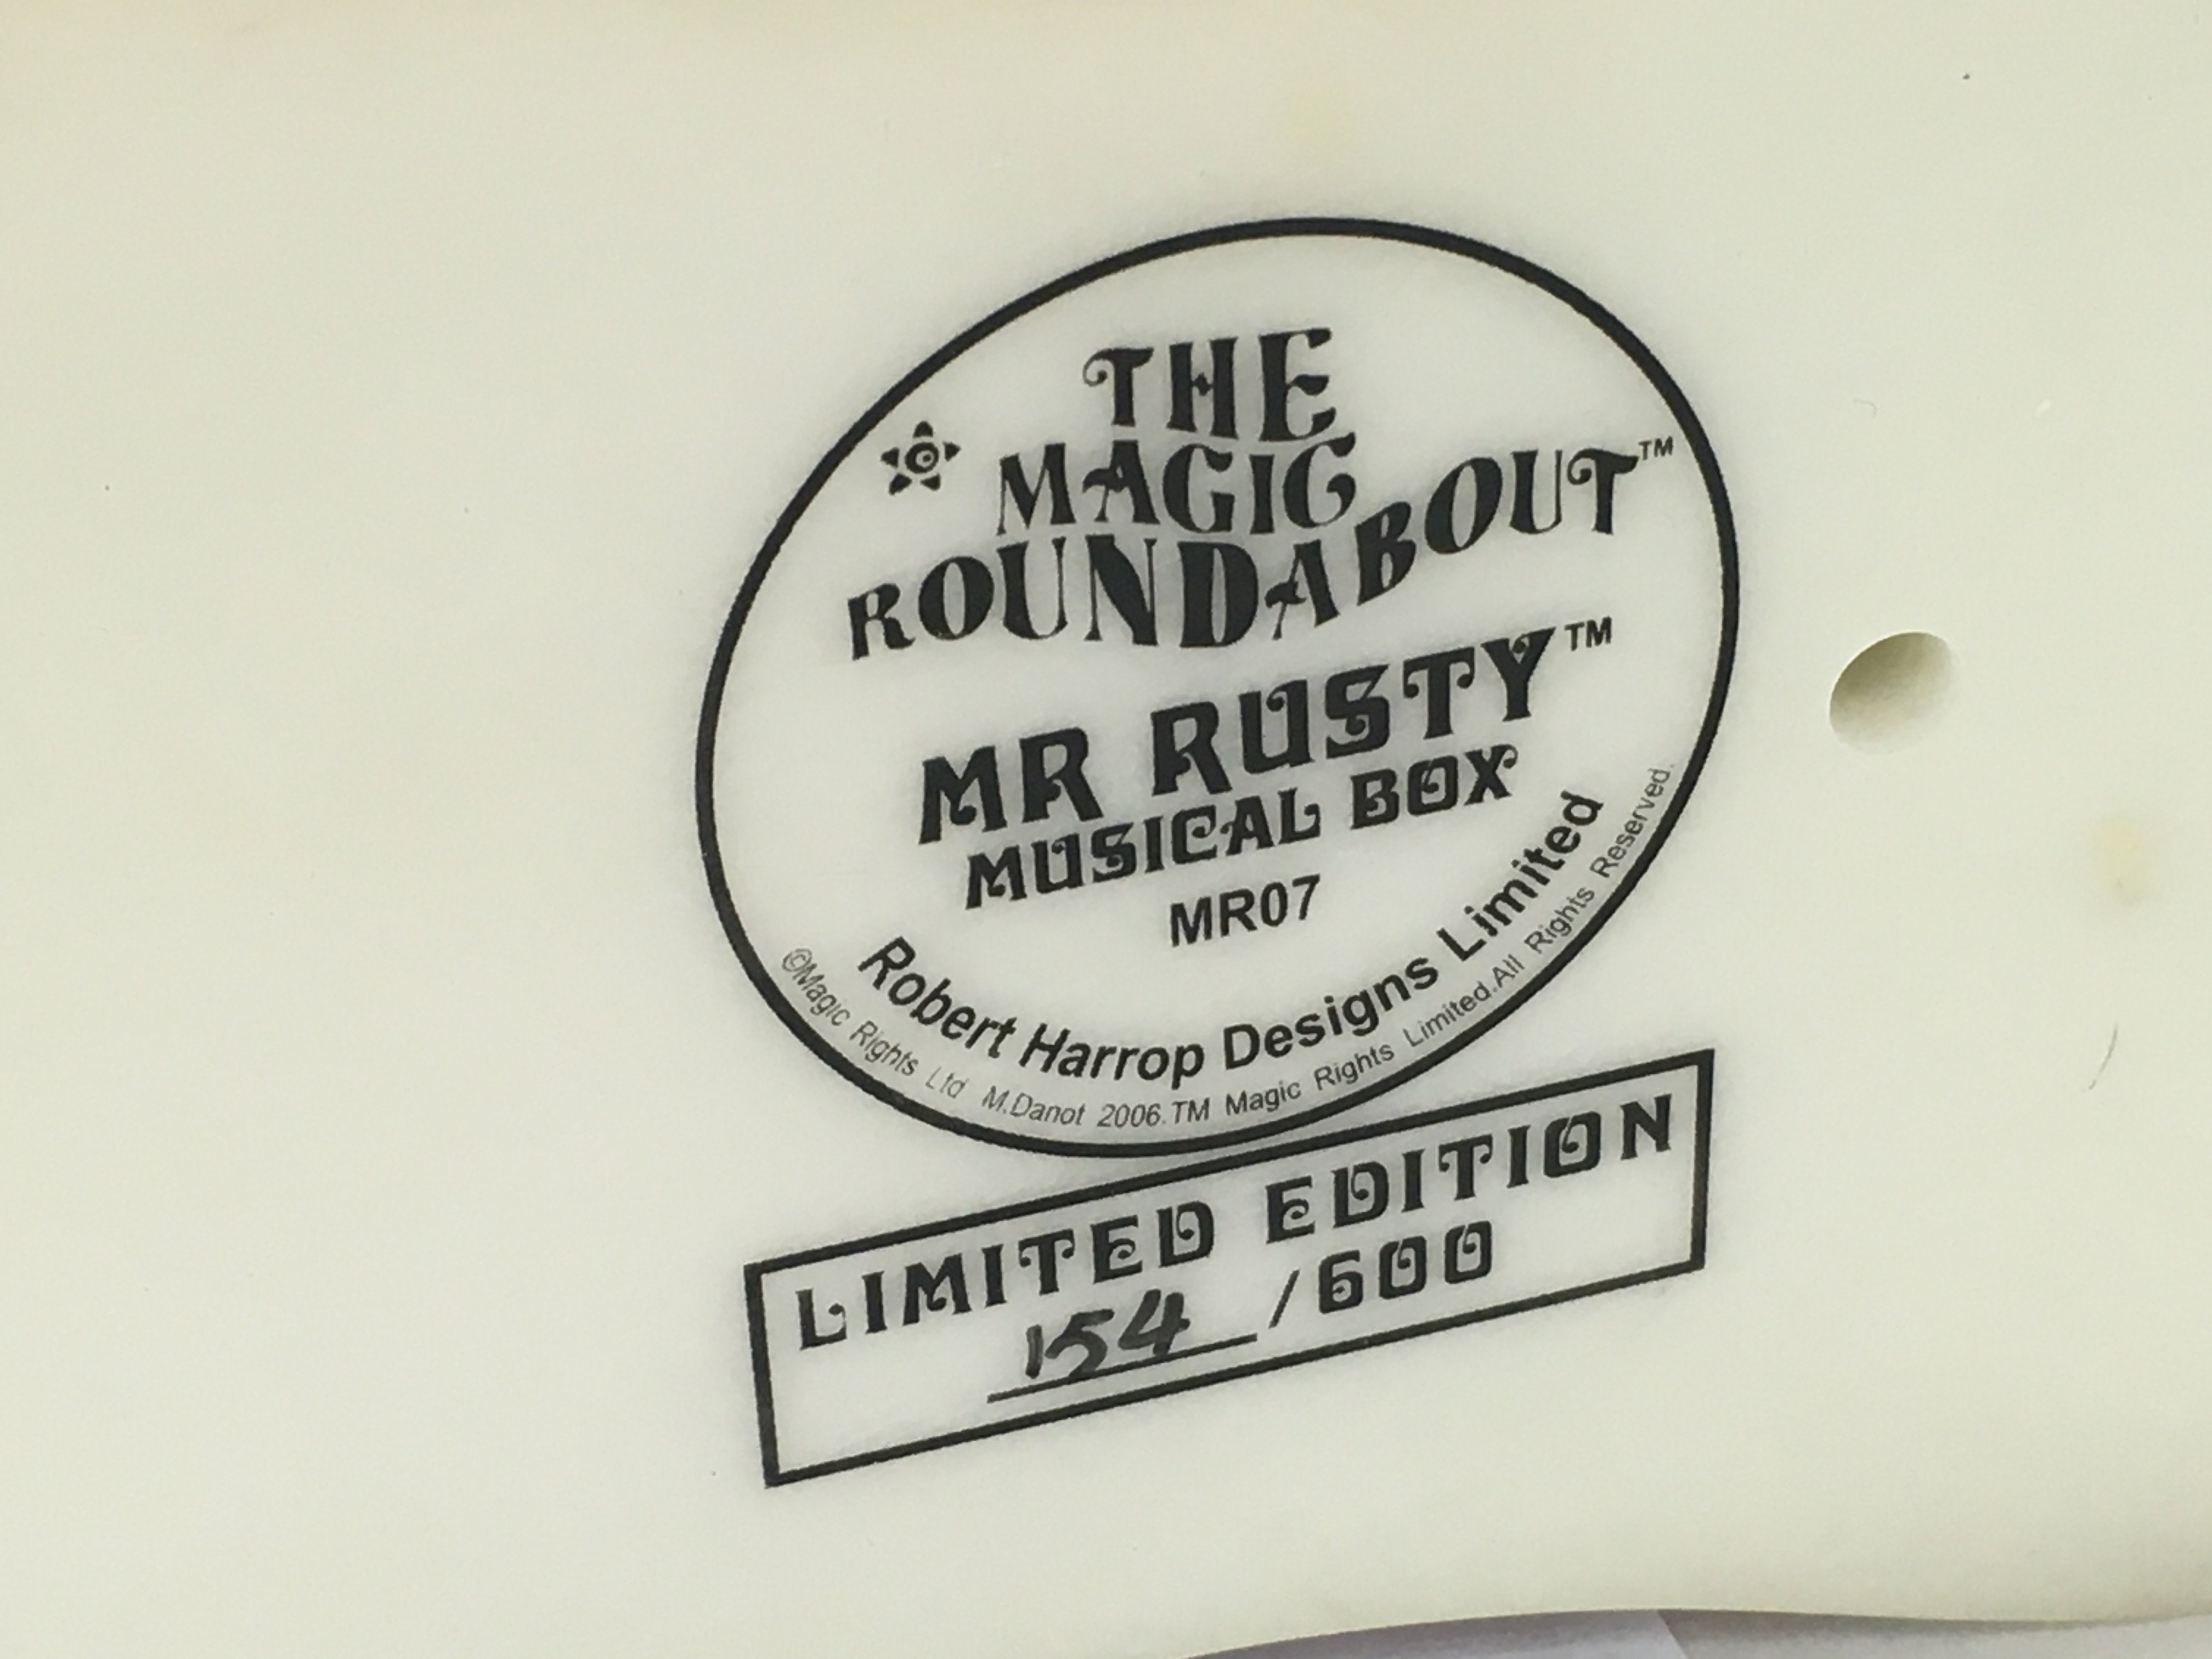 THE
MAGIC
ROUNDABOUT™
MR RUSTY™
MUSICAL BOX
MR07
Robert Harrop Designs Limited
©Magic Rights Ltd M.Danot 2006.TM Magic Rights Limited.All Rights Reserved.
LIMITED EDITION
154/600